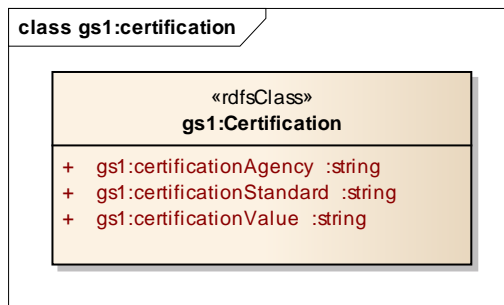 class gs1:certification
«rdfsClass»
gs1:Certification
+ gs1:certificationAgency :string
+ gs1:certificationStandard :string
+ gs1:certificationValue :string